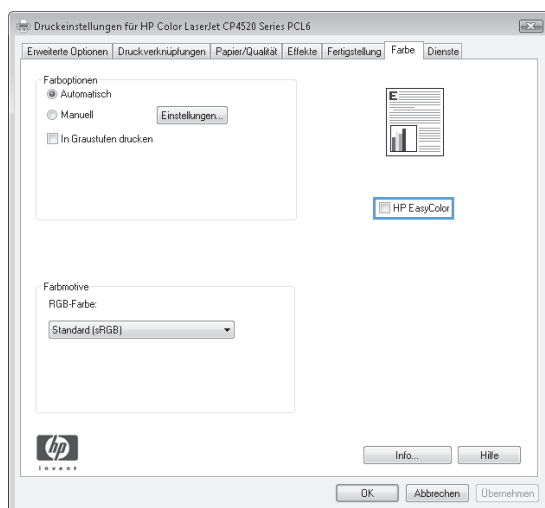 Druckeinstellungen für HP Color LaserJet CP4520 Series PCL6
Erweiterte Optionen Druckverknüpfungen Papier/Qualität Effekte Fertigstellung Farbe Dienste
Farboptionen
Automatisch
Manuell Einstellungen...
In Graustufen drucken
E
HP EasyColor
Farbmotive
RGB-Farbe:
Standard (sRGB)
hp
invent
Info... Hilfe
OK Abbrechen Übernehmen